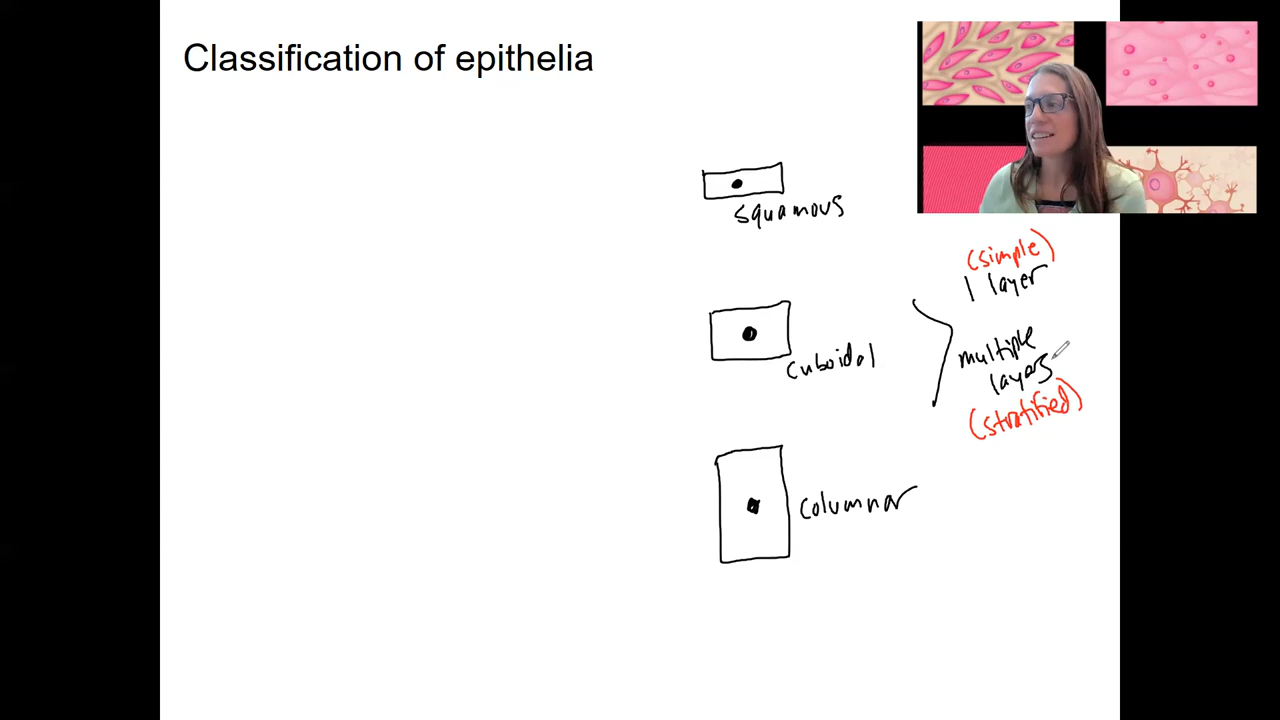 Classification of epithelia
squamous
(simple)
1 layer
cuboidal
multiple
layers
(stratified)
columnar